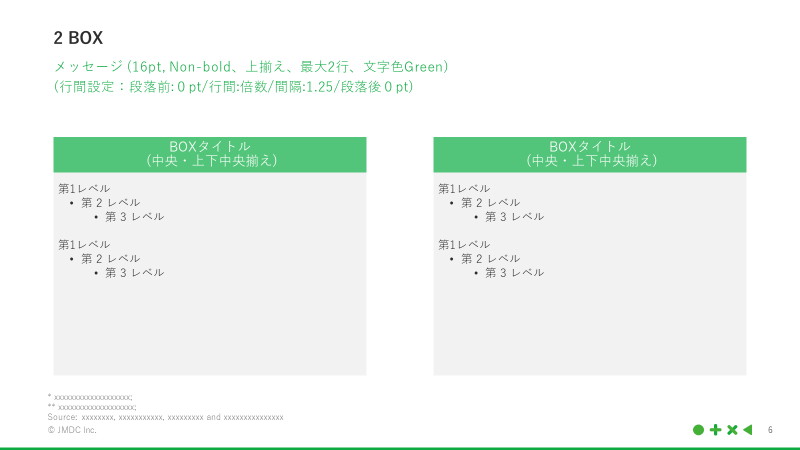 2 BOX
メッセージ (16pt, Non-bold、上揃え、最大2行、文字色Green)
(行間設定：段落前:０pt/行間:倍数/間隔:1.25/段落後０pt)
BOXタイトル
(中央・上下中央揃え)
第1レベル
• 第２レベル
• 第３レベル
第1レベル
• 第２レベル
• 第３レベル
BOXタイトル
(中央・上下中央揃え)
第1レベル
• 第２レベル
• 第３レベル
第1レベル
• 第２レベル
• 第３レベル
* xxxxxxxxxxxxxxxxxx;
** xxxxxxxxxxxxxxxxxx;
Source: xxxxxxxx, xxxxxxxxxxx, xxxxxxxxx and xxxxxxxxxxxxxxx
© JMDC Inc.
6